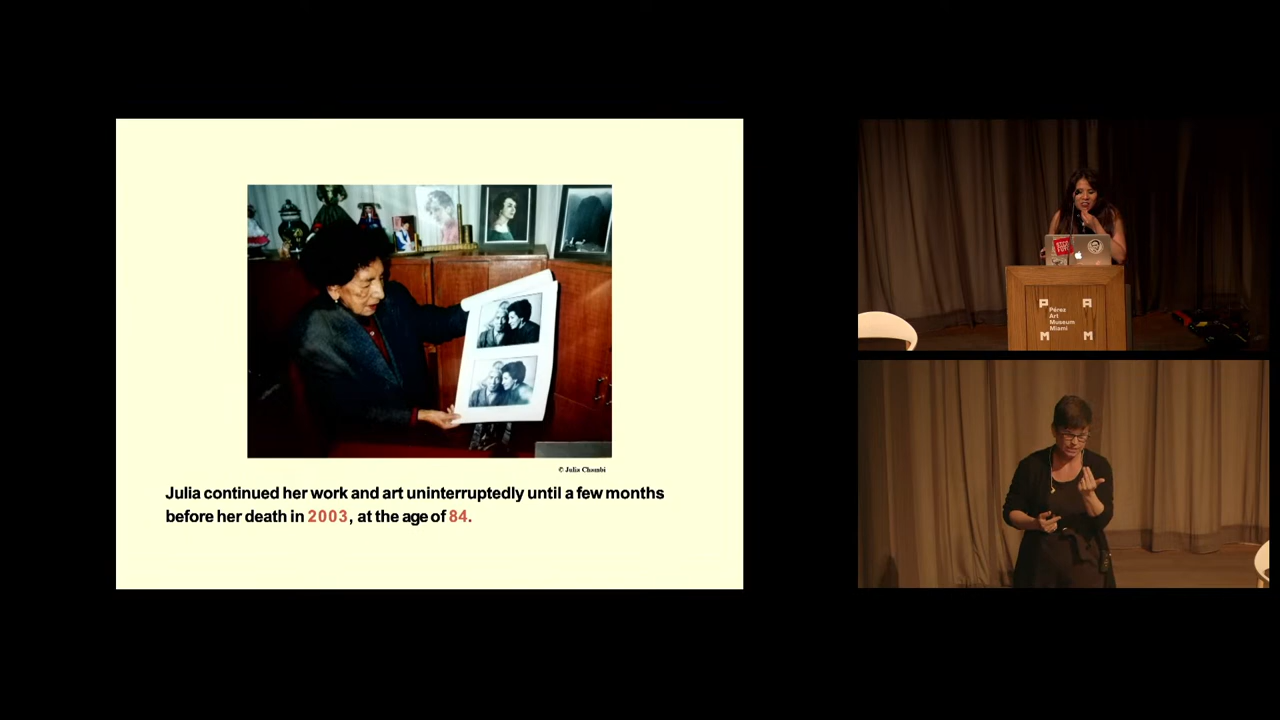 © Julia Chambi
Julia continued her work and art uninterruptedly until a few months
before her death in 2003, at the age of 84.
P A
Pérez
Art
Museum
Miami
M M